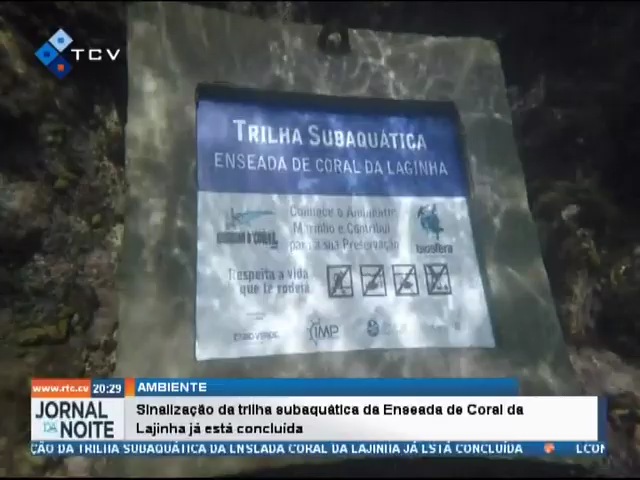 TCV
TRILHA SUBAQUÁTICA
ENSEADA DE CORAL DA LAGINHA
Conhece o Ambiente
Marinho e Contribui
para a sua Preservação
biosfera
Respeita a vida
que te rodeia
IMP
www.rtc.cv 20:29 AMBIENTE
JORNAL DA NOITE
Sinalização da trilha subaquática da Enseada de Coral da
Lajinha já está concluída
ÇÃO DA TRILHA SUBAQUÁTICA DA ENSEADA CORAL DA LAJINHA JÁ ESTÁ CONCLUÍDA